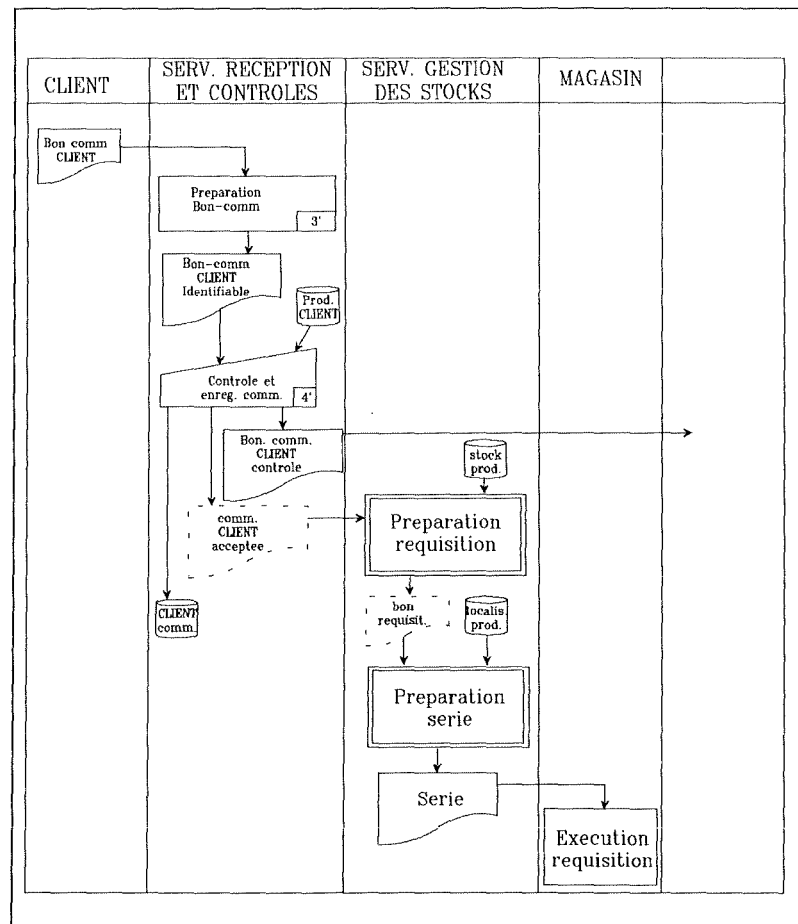 CLIENT
SERV. RECEPTION
ET CONTROLES
SERV. GESTION
DES STOCKS
MAGASIN
Bon comm
CLIENT
Preparation
Bon-comm
3'
Bon-comm
CLIENT
Identifiable
Prod.
CLIENT
Controle et
enreg. comm.
4'
Bon. comm.
CLIENT
controle
stock
prod.
comm.
CLIENT
acceptee
Preparation
requisition
CLIENT
comm.
bon
requisit.
localis
prod.
Preparation
serie
Serie
Execution
requisition